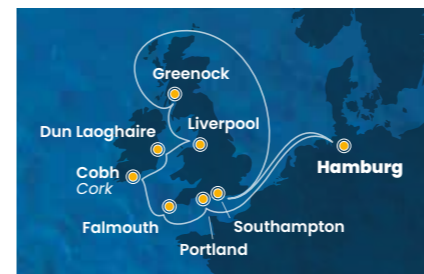 Greenock
Liverpool
Dun Laoghaire
Cobh
Cork
Hamburg
Falmouth
Southampton
Portland